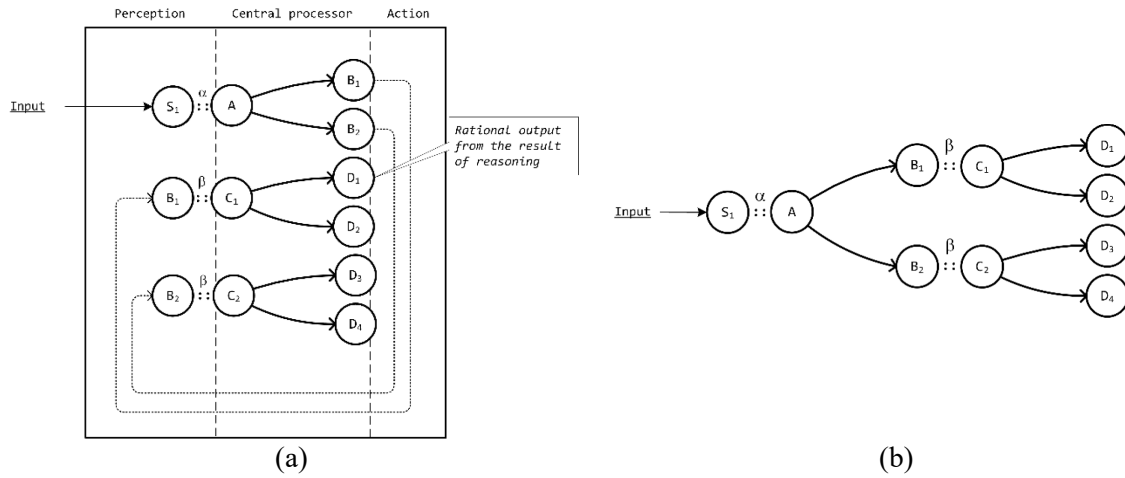 Perception Central processor Action
Input
S₁ α :: A
B₁
B₂
Rational output
from the result
of reasoning
B₁ β :: C₁
D₁
D₂
B₂ β :: C₂
D₃
D₄
(a)
Input
S₁ α :: A
B₁ β :: C₁
D₁
D₂
B₂ β :: C₂
D₃
D₄
(b)